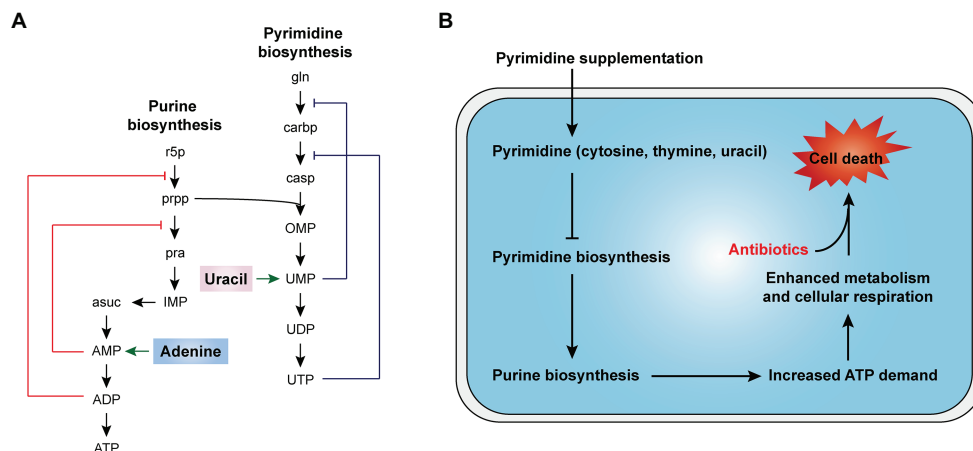 A
Purine
biosynthesis
r5p
prpp
pra
IMP
asuc
AMP
Adenine
ADP
ATP
Pyrimidine
biosynthesis
gln
carbp
casp
OMP
Uracil
UMP
UDP
UTP
B
Pyrimidine supplementation
Pyrimidine (cytosine, thymine, uracil)
Pyrimidine biosynthesis
Purine biosynthesis
Increased ATP demand
Enhanced metabolism
and cellular respiration
Antibiotics
Cell death